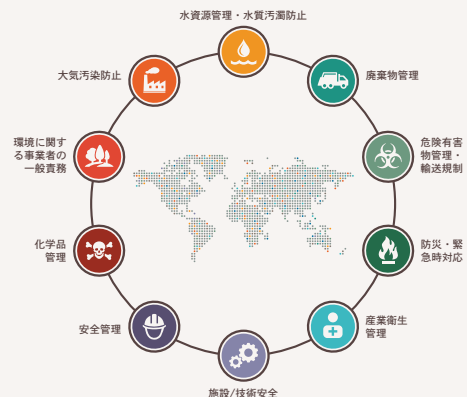 水資源管理・水質汚濁防止
大気汚染防止
廃棄物管理
環境に関す
る事業者の
一般責務
危険有害
物管理・
輸送規制
化学品
管理
防災・緊
急時対応
安全管理
産業衛生
管理
施設/技術安全